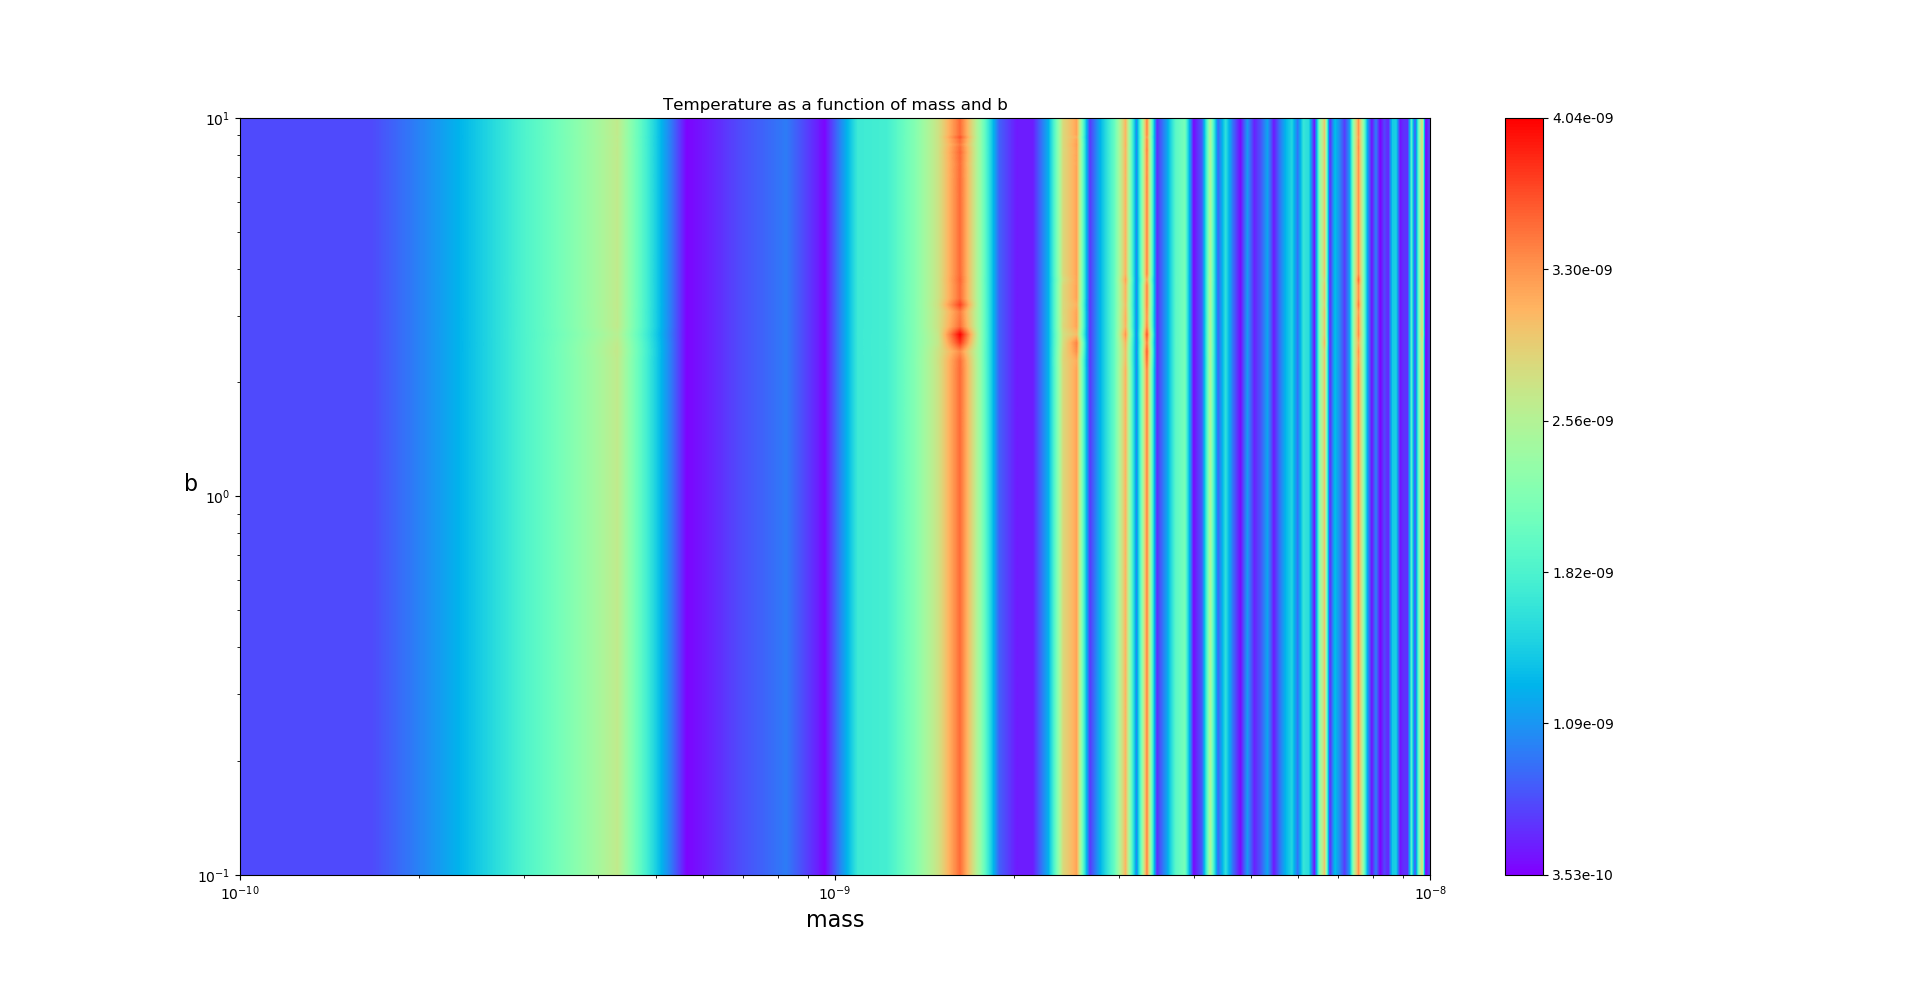 Temperature as a function of mass and b
10¹
10⁰
10⁻¹
b
10⁻¹⁰
10⁻⁹
10⁻⁸
mass
4.04e-09
3.30e-09
2.56e-09
1.82e-09
1.09e-09
3.53e-10